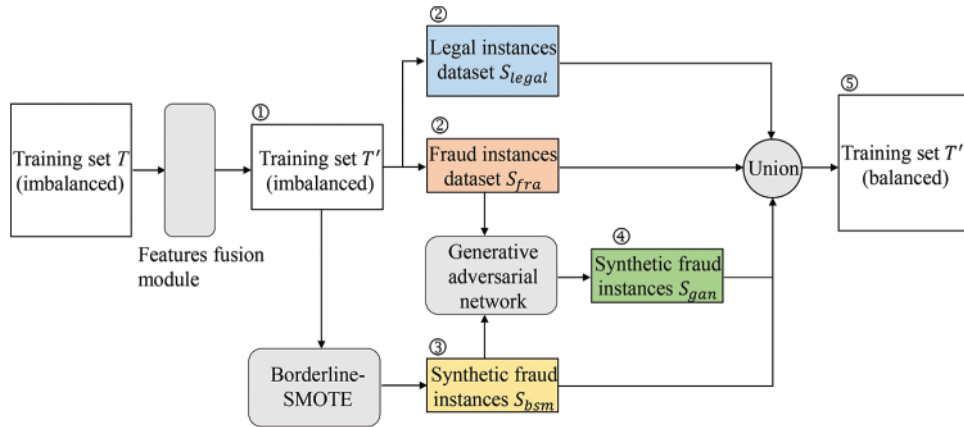 ②
Legal instances
dataset S_legal
①
Training set T
(imbalanced)
Features fusion
module
Training set T'
(imbalanced)
②
Fraud instances
dataset S_fra
Union
⑤
Training set T'
(balanced)
Generative
adversarial
network
④
Synthetic fraud
instances S_gan
Borderline-
SMOTE
③
Synthetic fraud
instances S_bsm